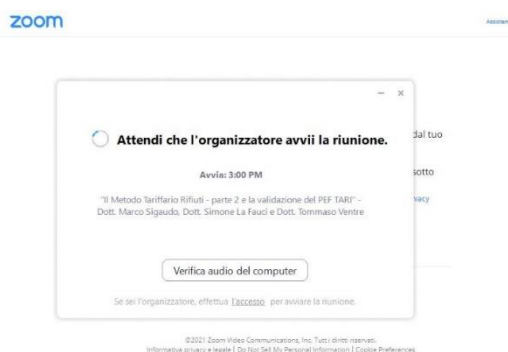 zoom
Attendi che l'organizzatore avvii la riunione.
dal tuo
Avvio: 3:00 PM
sotto
"Il Metodo Tariffario Rifiuti - parte 2 e la validazione del PEF TARI" -
Dott. Marco Sigaudo, Dott. Simone La Fauci e Dott. Tommaso Ventre
Verifica audio del computer
Se sei l'organizzatore, effettua l'accesso per avviare la riunione.
©2021 Zoom Video Communications, Inc. Tutti i diritti riservati.
Informativa privacy e legale | Do Not Sell My Personal Information | Cookie Preferences